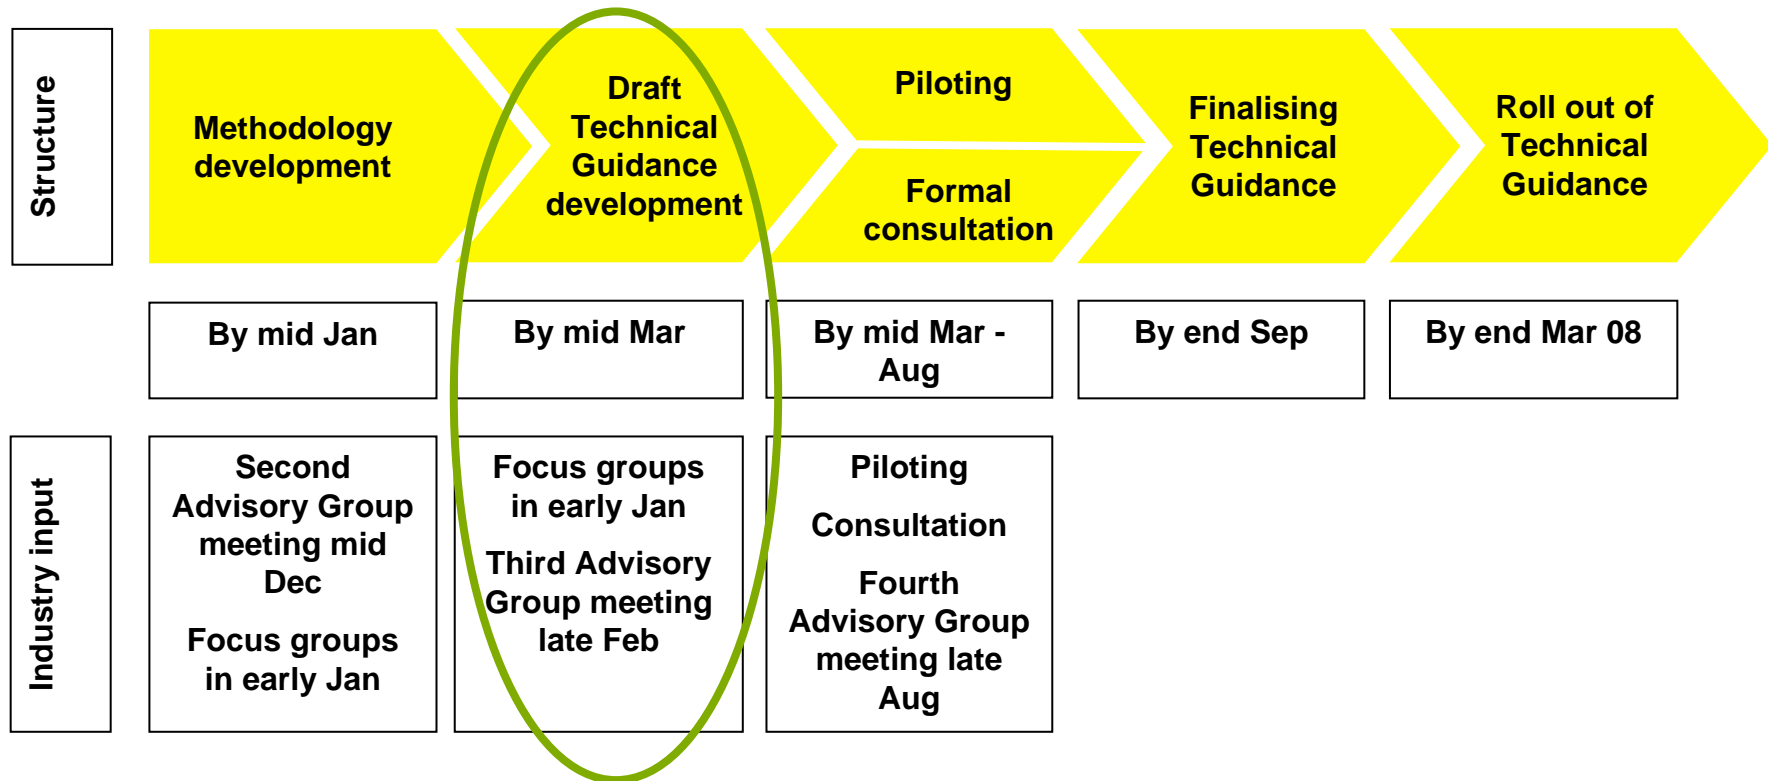 Structure
Methodology
development
Draft
Technical
Guidance
development
Piloting
Formal
consultation
Finalising
Technical
Guidance
Roll out of
Technical
Guidance
By mid Jan
By mid Mar
By mid Mar -
Aug
By end Sep
By end Mar 08
Industry input
Second
Advisory Group
meeting mid
Dec
Focus groups
in early Jan
Focus groups
in early Jan
Third Advisory
Group meeting
late Feb
Piloting
Consultation
Fourth
Advisory Group
meeting late
Aug